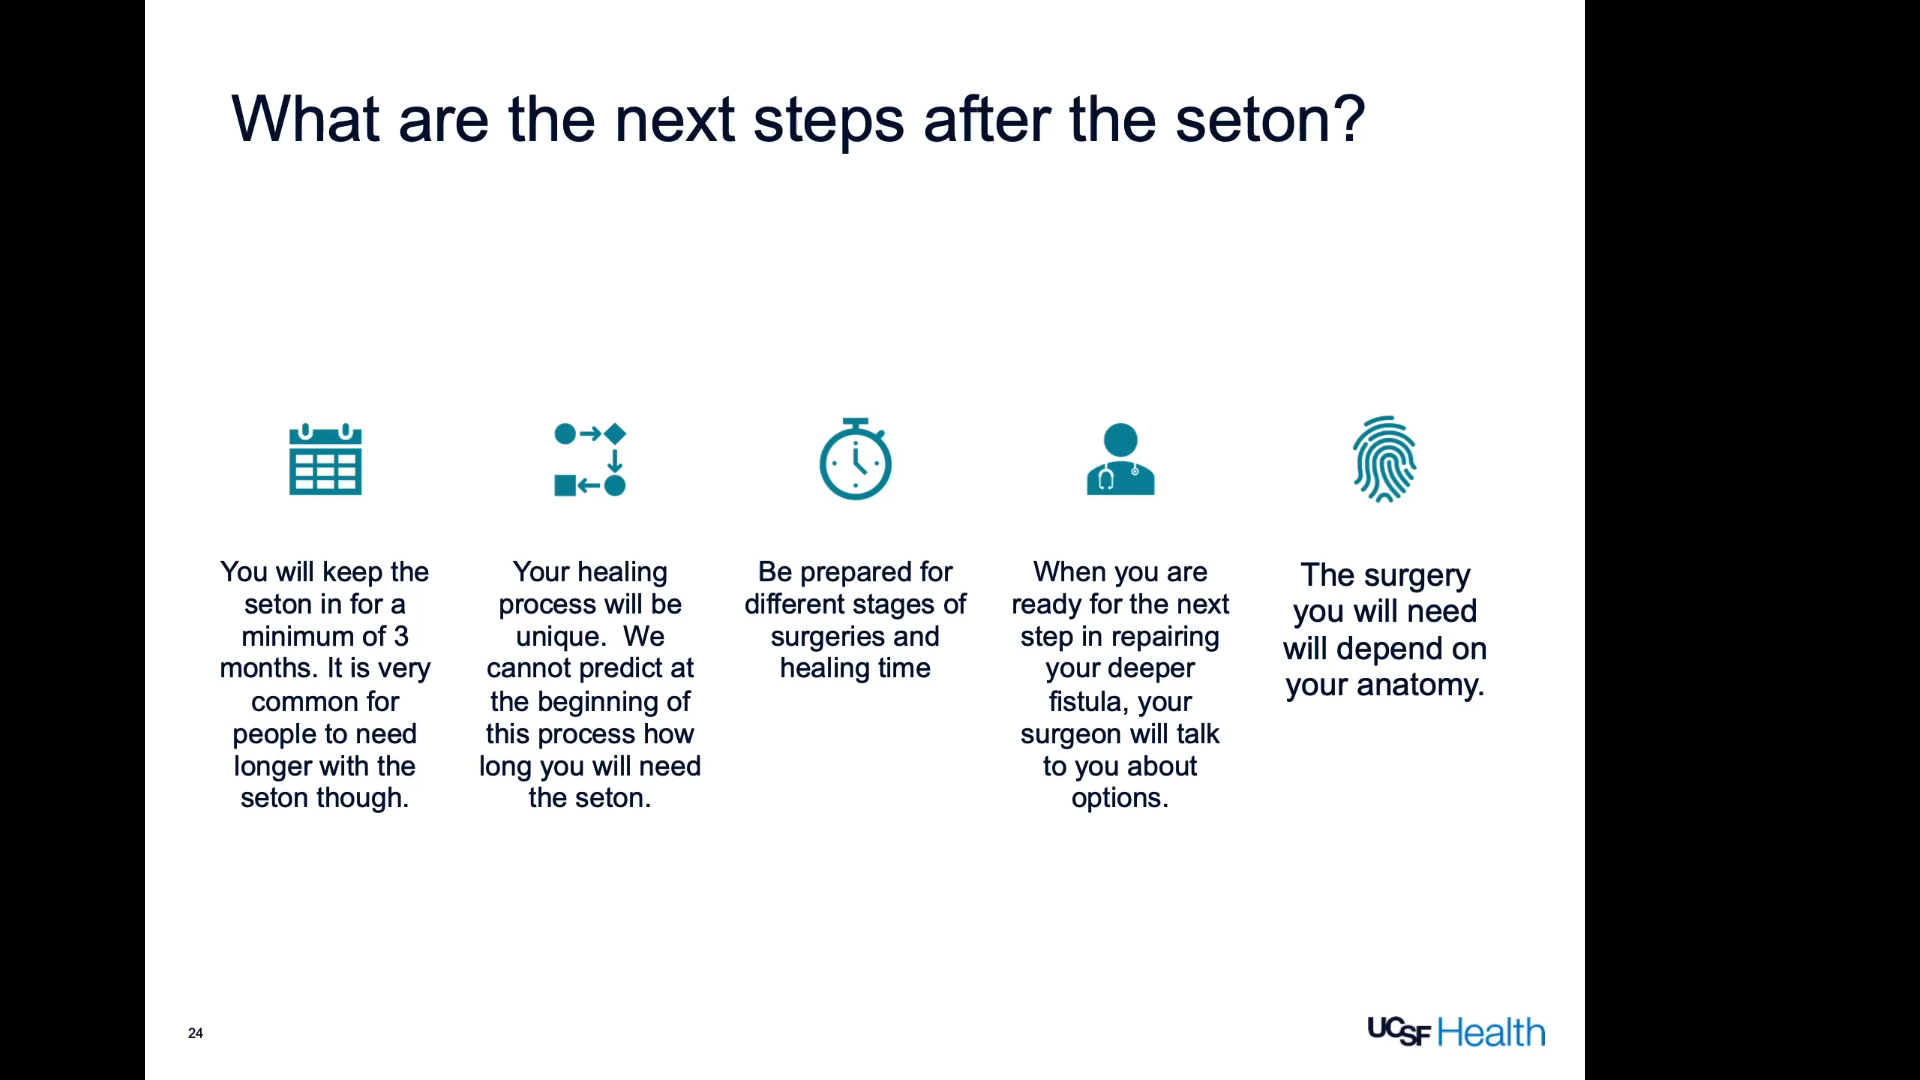 What are the next steps after the seton?
You will keep the
seton in for a
minimum of 3
months. It is very
common for
people to need
longer with the
seton though.
Your healing
process will be
unique.  We
cannot predict at
the beginning of
this process how
long you will need
the seton.
Be prepared for
different stages of
surgeries and
healing time
When you are
ready for the next
step in repairing
your deeper
fistula, your
surgeon will talk
to you about
options.
The surgery
you will need
will depend on
your anatomy.
24
UCSF Health